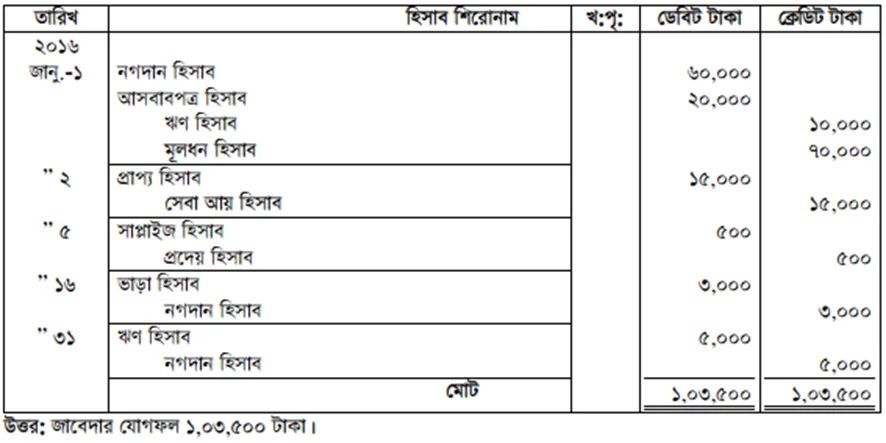 তারিখ হিসাব শিরোনাম খ:পৃ: ডেবিট টাকা ক্রেডিট টাকা
২০১৬
জানু.-১ নগদান হিসাব ৬০,০০০
আসবাবপত্র হিসাব ২০,০০০
ঋণ হিসাব ১০,০০০
মূলধন হিসাব ৭০,০০০
” ২ প্রাপ্য হিসাব ১৫,০০০
সেবা আয় হিসাব ১৫,০০০
” ৫ সাপ্লাইজ হিসাব ৫০০
প্রদেয় হিসাব ৫০০
” ১৬ ভাড়া হিসাব ৩,০০০
নগদান হিসাব ৩,০০০
” ৩১ ঋণ হিসাব ৫,০০০
নগদান হিসাব ৫,০০০
মোট ১,০৩,৫০০ ১,০৩,৫০০
উত্তর: জাবেদার যোগফল ১,০৩,৫০০ টাকা।